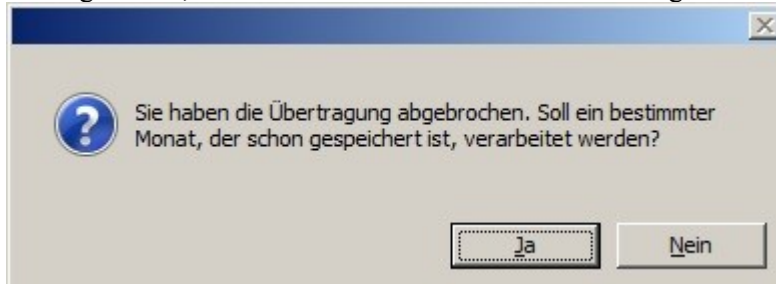 Sie haben die Übertragung abgebrochen. Soll ein bestimmter
Monat, der schon gespeichert ist, verarbeitet werden?
Ja
Nein